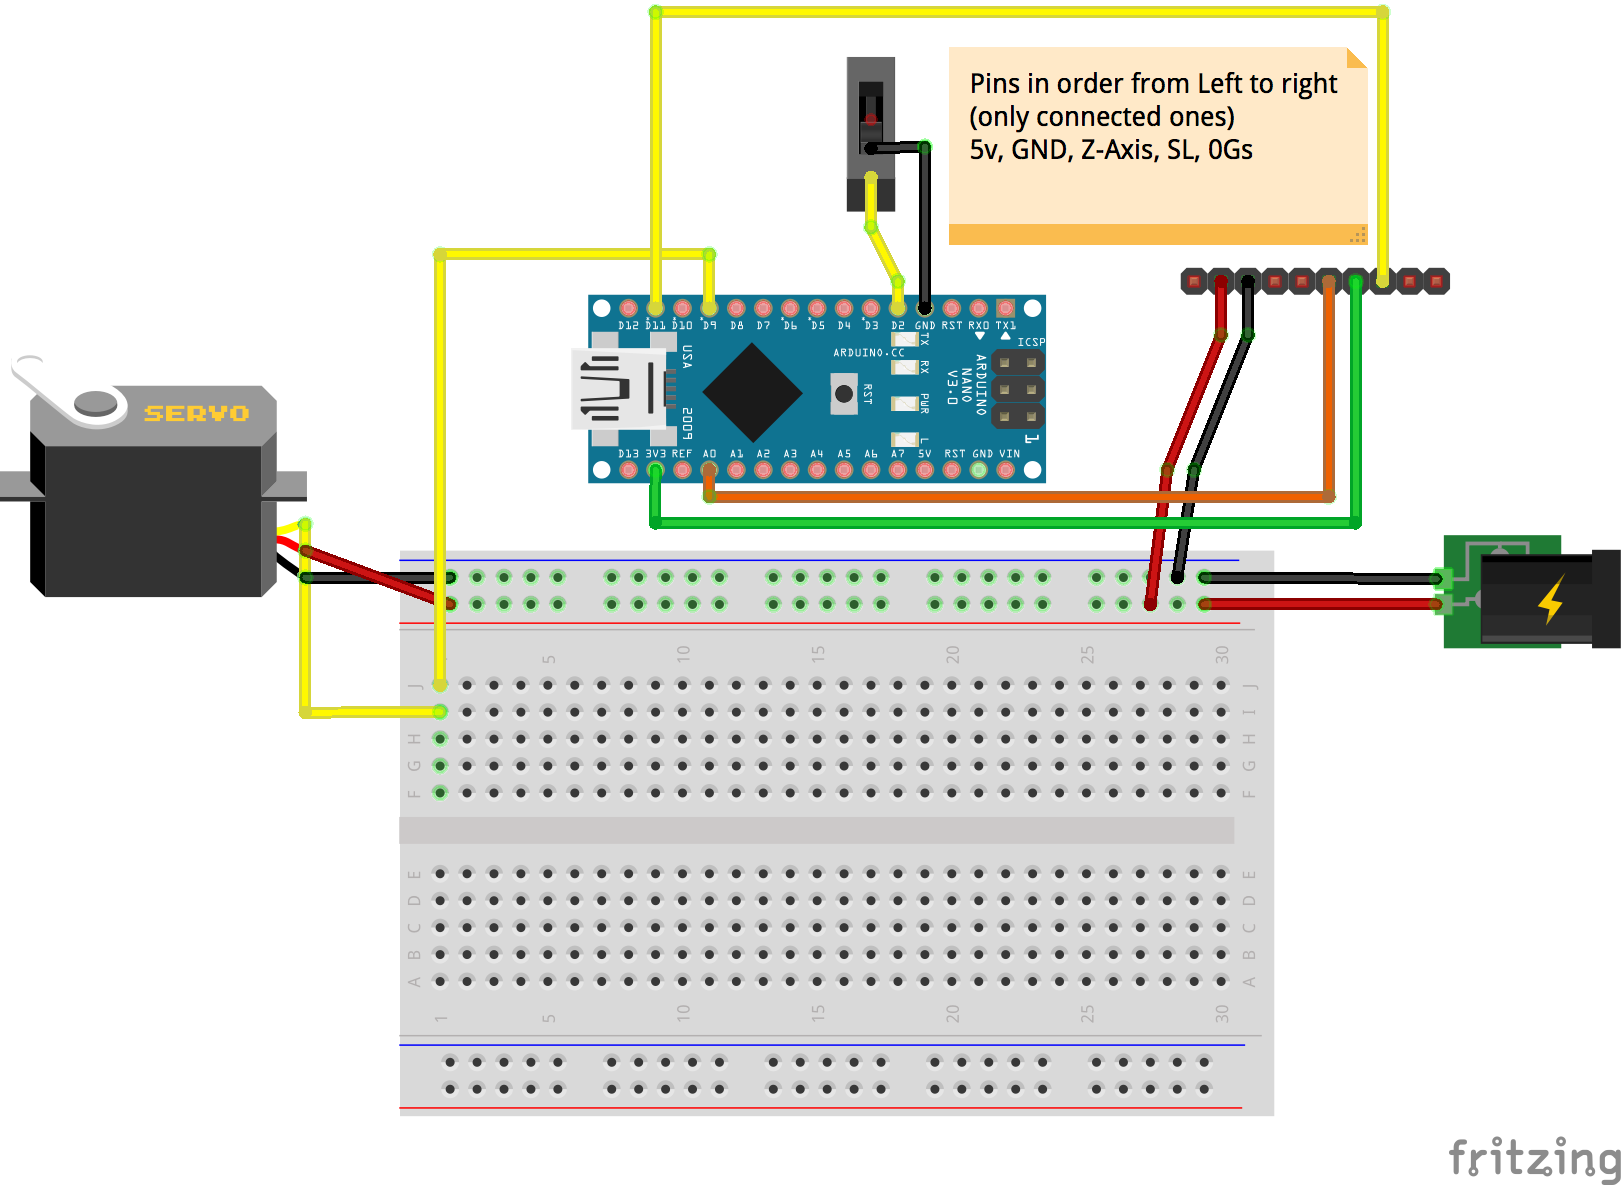 Pins in order from Left to right
(only connected ones)
5v, GND, Z-Axis, SL, 0Gs
D12 D11 D10 D9 D8 D7 D6 D5 D4 D3 D2 GND RST RX0 TX1
USA
ARDUINO.CC
TX
RX
PWR
L
RST
ICSP
ARDUINO
NANO
V3.0
1
2009
D13 3V3 REF A0 A1 A2 A3 A4 A5 A6 A7 5V RST GND VIN
SERVO
5 10 15 20 25 30
J J
I
H H
G G
F F
E E
D D
C C
B B
A A
1 5 10 15 20 25 30
fritzing